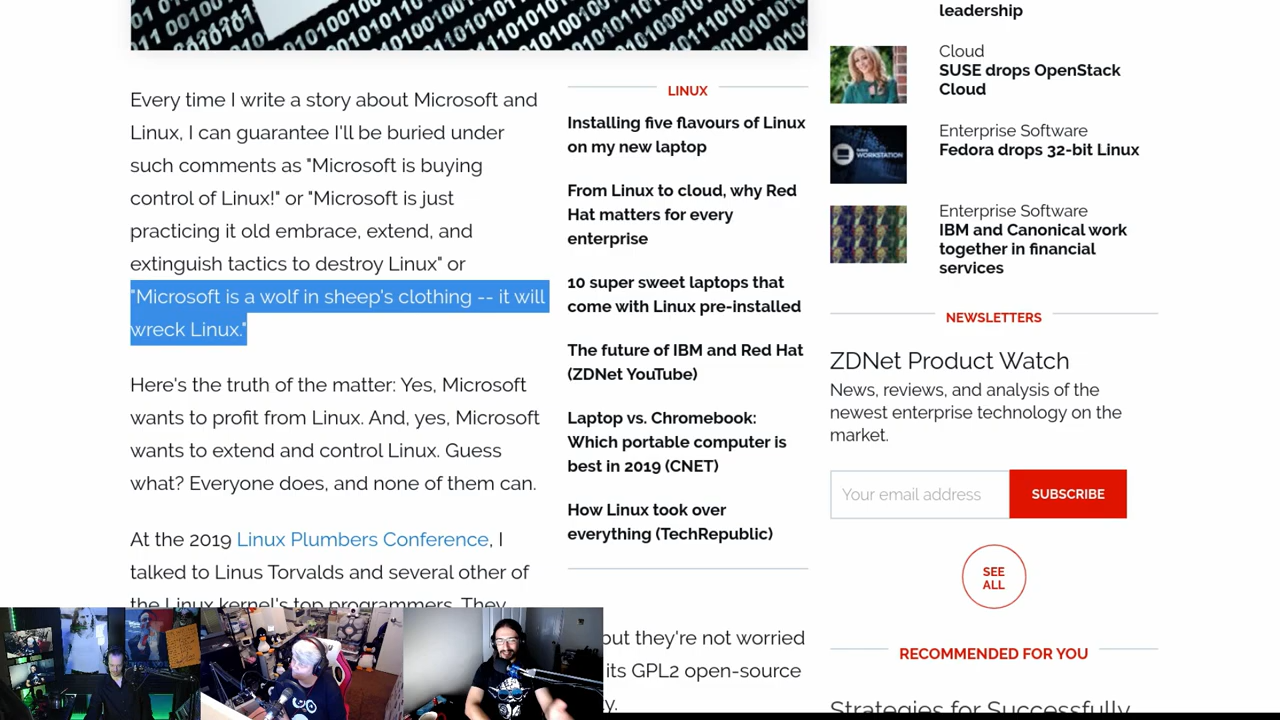 Every time I write a story about Microsoft and
Linux, I can guarantee I'll be buried under
such comments as "Microsoft is buying
control of Linux!" or "Microsoft is just
practicing it old embrace, extend, and
extinguish tactics to destroy Linux" or
"Microsoft is a wolf in sheep's clothing -- it will
wreck Linux."
Here's the truth of the matter: Yes, Microsoft
wants to profit from Linux. And, yes, Microsoft
wants to extend and control Linux. Guess
what? Everyone does, and none of them can.
At the 2019 Linux Plumbers Conference, I
talked to Linus Torvalds and several other of
the Linux kernel's top programmers. They
LINUX
Installing five flavours of Linux
on my new laptop
From Linux to cloud, why Red
Hat matters for every
enterprise
10 super sweet laptops that
come with Linux pre-installed
The future of IBM and Red Hat
(ZDNet YouTube)
Laptop vs. Chromebook:
Which portable computer is
best in 2019 (CNET)
How Linux took over
everything (TechRepublic)
but they're not worried
its GPL2 open-source
leadership
Cloud
SUSE drops OpenStack
Cloud
Enterprise Software
Fedora drops 32-bit Linux
Enterprise Software
IBM and Canonical work
together in financial
services
NEWSLETTERS
ZDNet Product Watch
News, reviews, and analysis of the
newest enterprise technology on the
market.
Your email address
SUBSCRIBE
SEE
ALL
RECOMMENDED FOR YOU
Strategies for Successfully